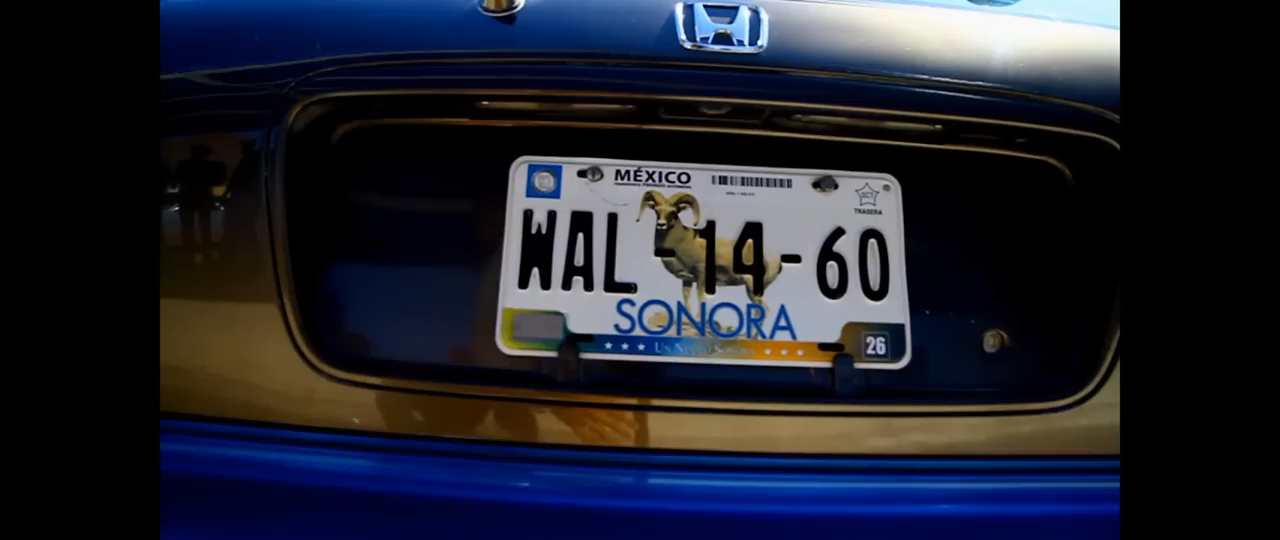 MÉXICO
TRASERA
WAL-14-60
SONORA
UN NUEVO SONORA
26